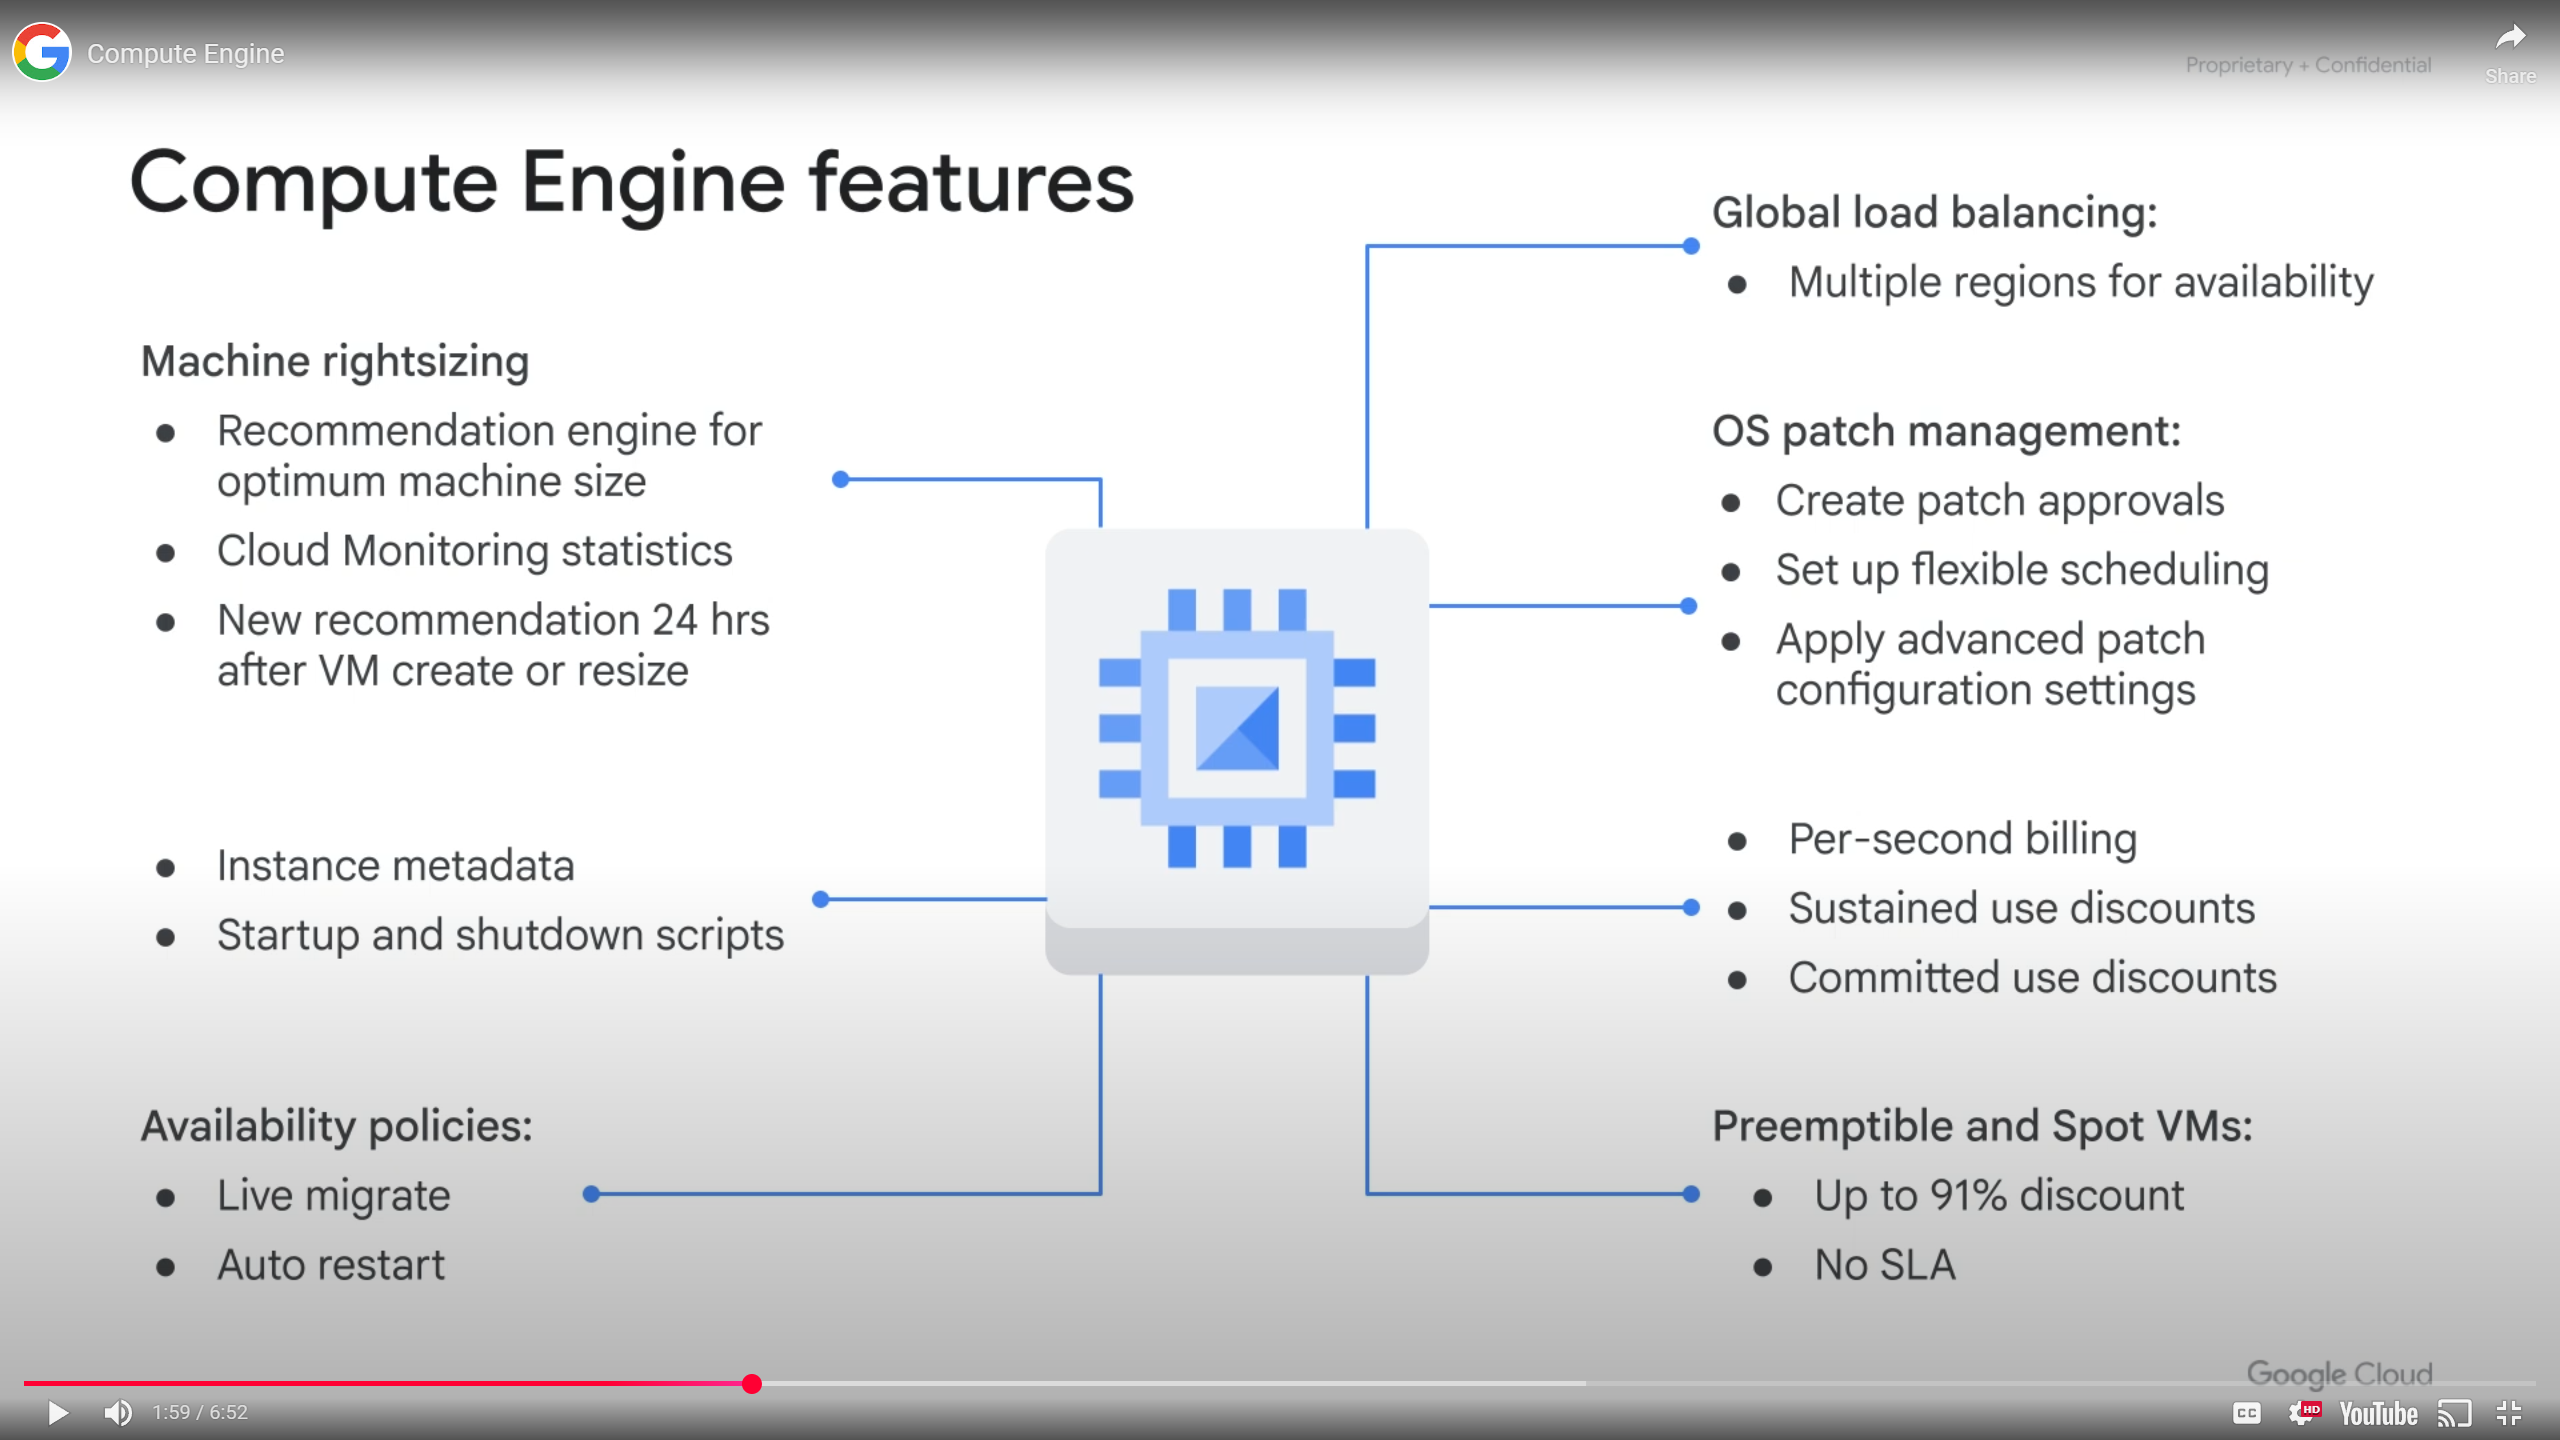 Compute Engine
Proprietary + Confidential
Share
Compute Engine features
Machine rightsizing
● Recommendation engine for
optimum machine size
● Cloud Monitoring statistics
● New recommendation 24 hrs
after VM create or resize
● Instance metadata
● Startup and shutdown scripts
Availability policies:
● Live migrate
● Auto restart
Global load balancing:
● Multiple regions for availability
OS patch management:
● Create patch approvals
● Set up flexible scheduling
● Apply advanced patch
configuration settings
● Per-second billing
● Sustained use discounts
● Committed use discounts
Preemptible and Spot VMs:
● Up to 91% discount
● No SLA
Google Cloud
1:59 / 6:52
CC
HD
YouTube